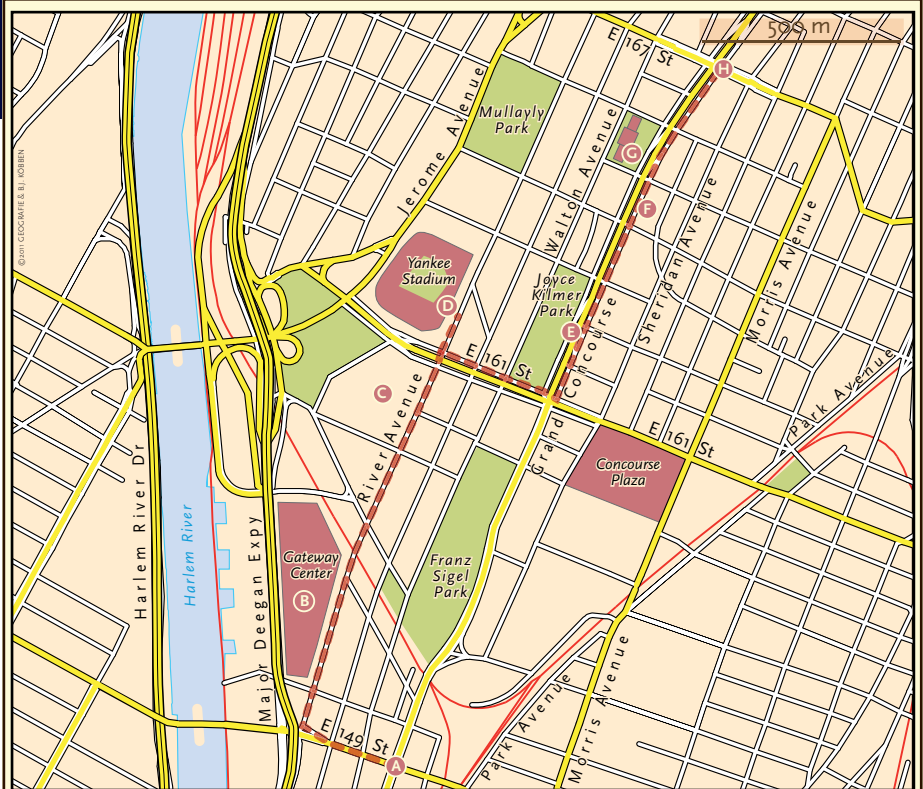 500 m
E 167 St
H
Mullayly
Park
Jerome Avenue
Walton Avenue
G
©2011 GEOGRAFIE & B.J. KÖBBEN
F
Sheridan Avenue
Morris Avenue
Yankee
Stadium
D
Joyce
Kilmer
Park
E
Grand Concourse
E 161 St
C
River Avenue
Park Avenue
E 161 St
Concourse
Plaza
Harlem River Dr
Harlem River
Major Deegan Expy
Gateway
Center
B
Franz
Sigel
Park
Park Avenue
Morris Avenue
E 149 St
A